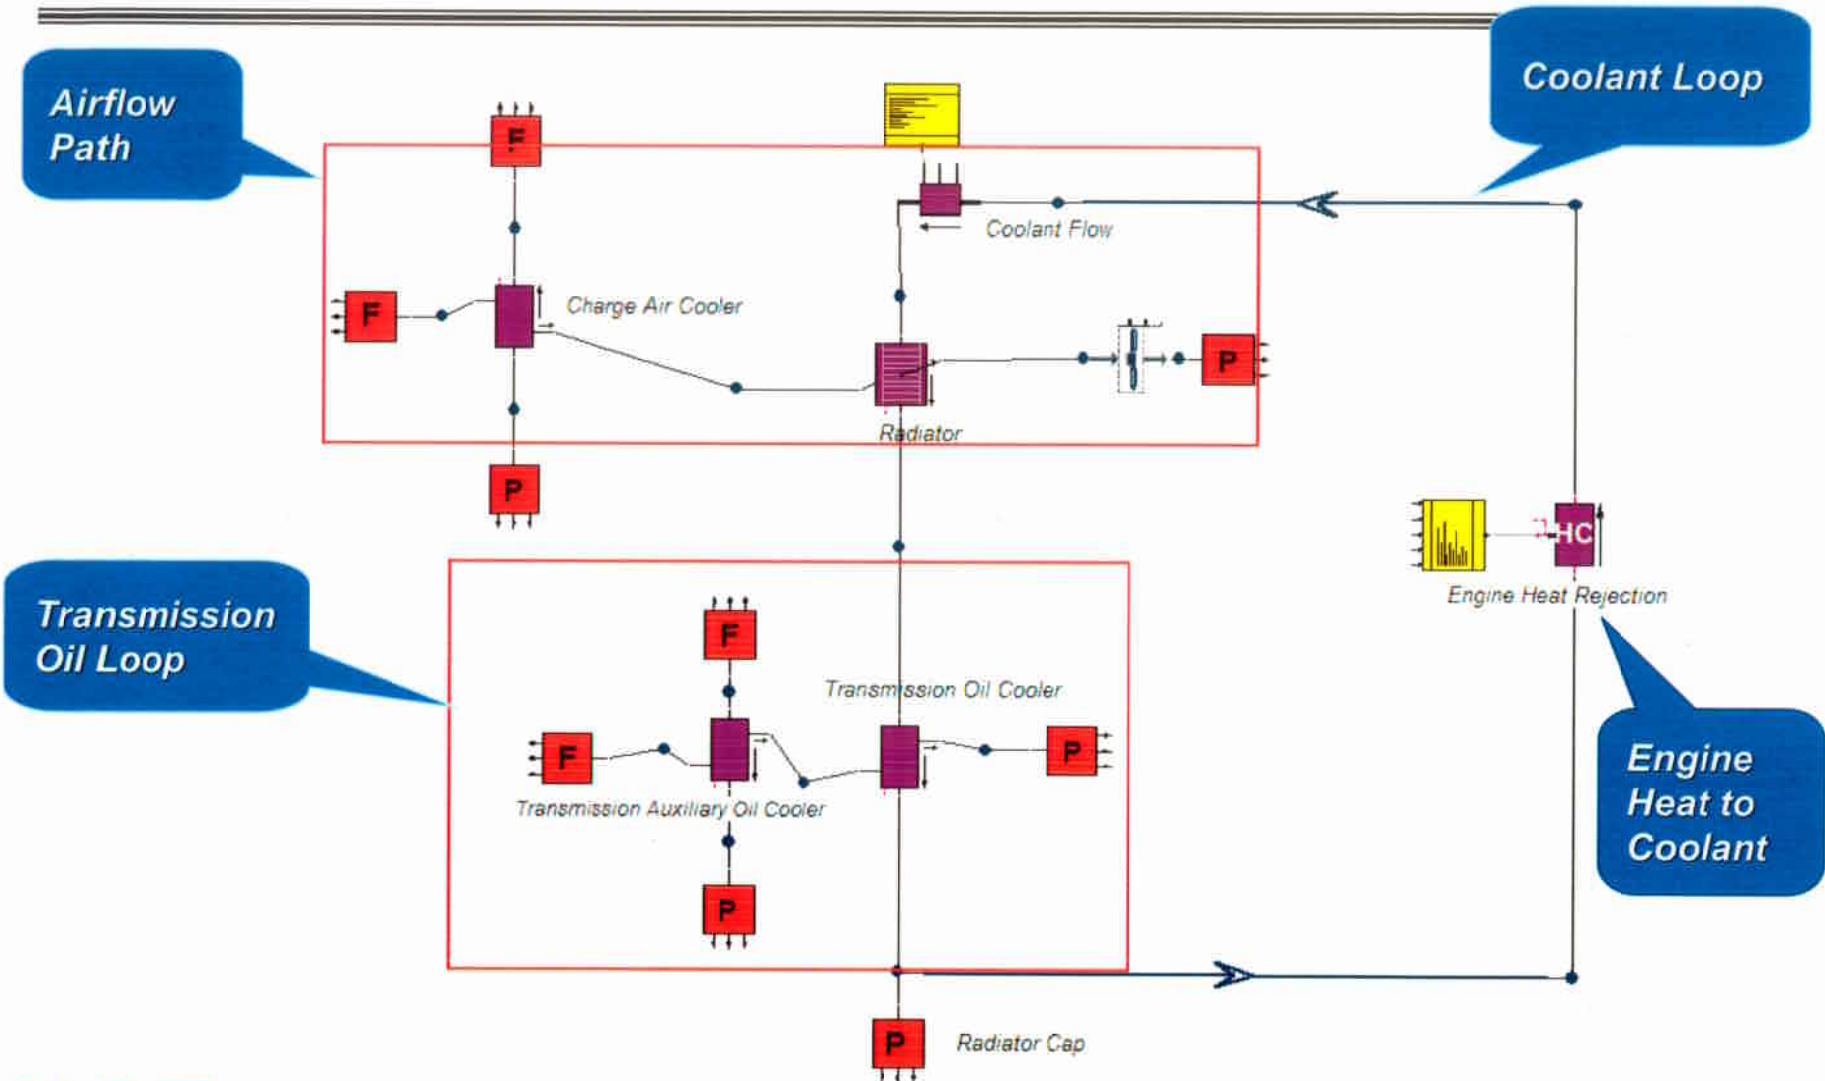 Airflow
Path
Coolant Loop
F
Coolant Flow
F
Charge Air Cooler
P
Radiator
P
HC
Engine Heat Rejection
Transmission
Oil Loop
F
Transmission Oil Cooler
F
P
Transmission Auxiliary Oil Cooler
Engine
Heat to
Coolant
P
P
Radiator Cap